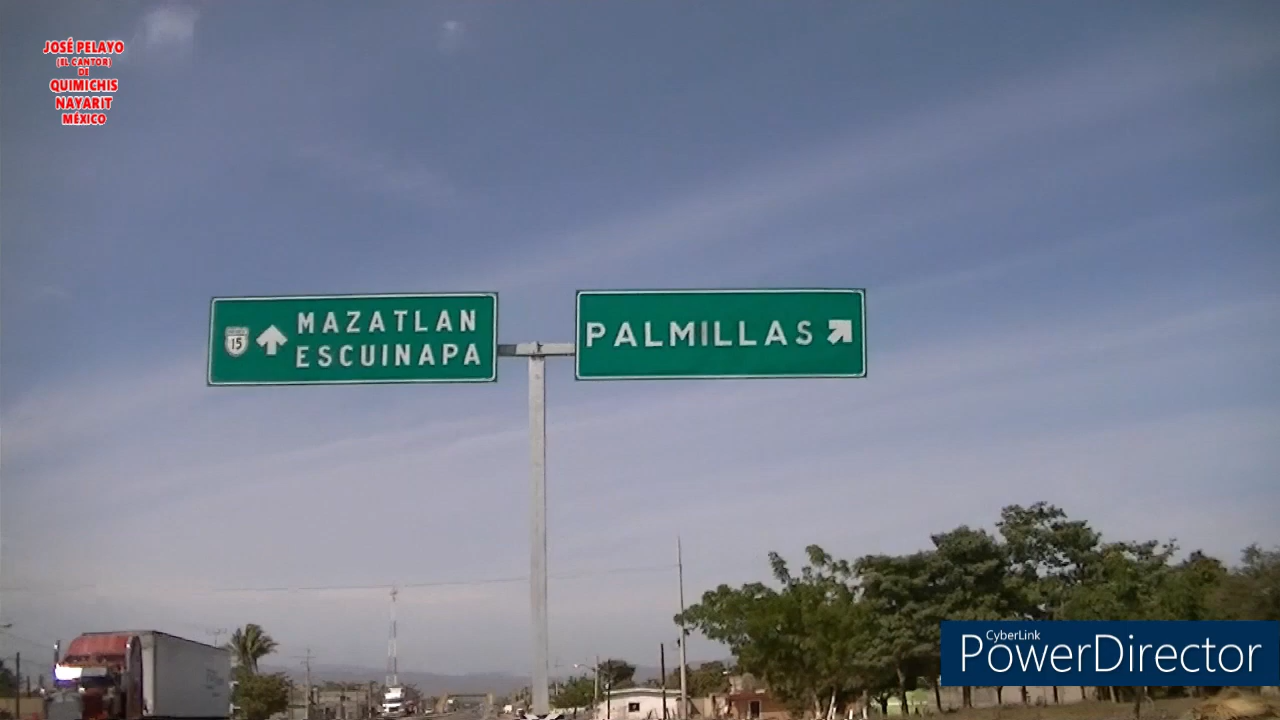 JOSÉ PELAYO
(EL CANTOR)
DE
QUIMICHIS
NAYARIT
MÉXICO
MAZATLAN
15
ESCUINAPA
PALMILLAS
CyberLink
PowerDirector